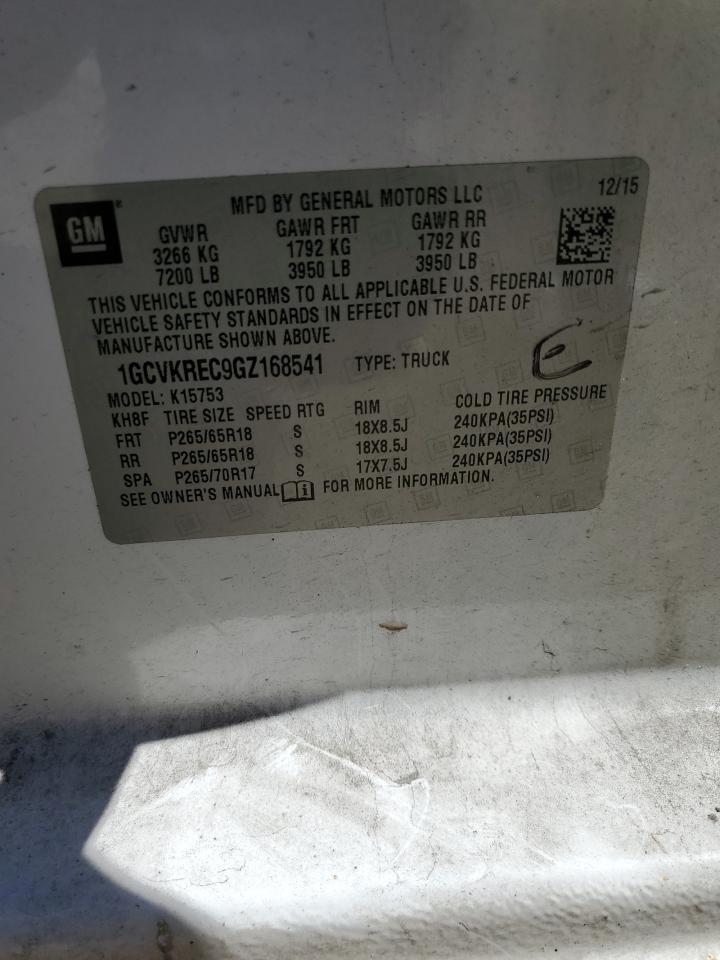 GM
MFD BY GENERAL MOTORS LLC 12/15
GVWR GAWR FRT GAWR RR
3266 KG 1792 KG 1792 KG
7200 LB 3950 LB 3950 LB
THIS VEHICLE CONFORMS TO ALL APPLICABLE U.S. FEDERAL MOTOR
VEHICLE SAFETY STANDARDS IN EFFECT ON THE DATE OF
MANUFACTURE SHOWN ABOVE.
1GCVKREC9GZ168541 TYPE: TRUCK
MODEL: K15753
KH8F TIRE SIZE SPEED RTG RIM COLD TIRE PRESSURE
FRT P265/65R18 S 18X8.5J 240KPA(35PSI)
RR P265/65R18 S 18X8.5J 240KPA(35PSI)
SPA P265/70R17 S 17X7.5J 240KPA(35PSI)
SEE OWNER'S MANUAL FOR MORE INFORMATION.